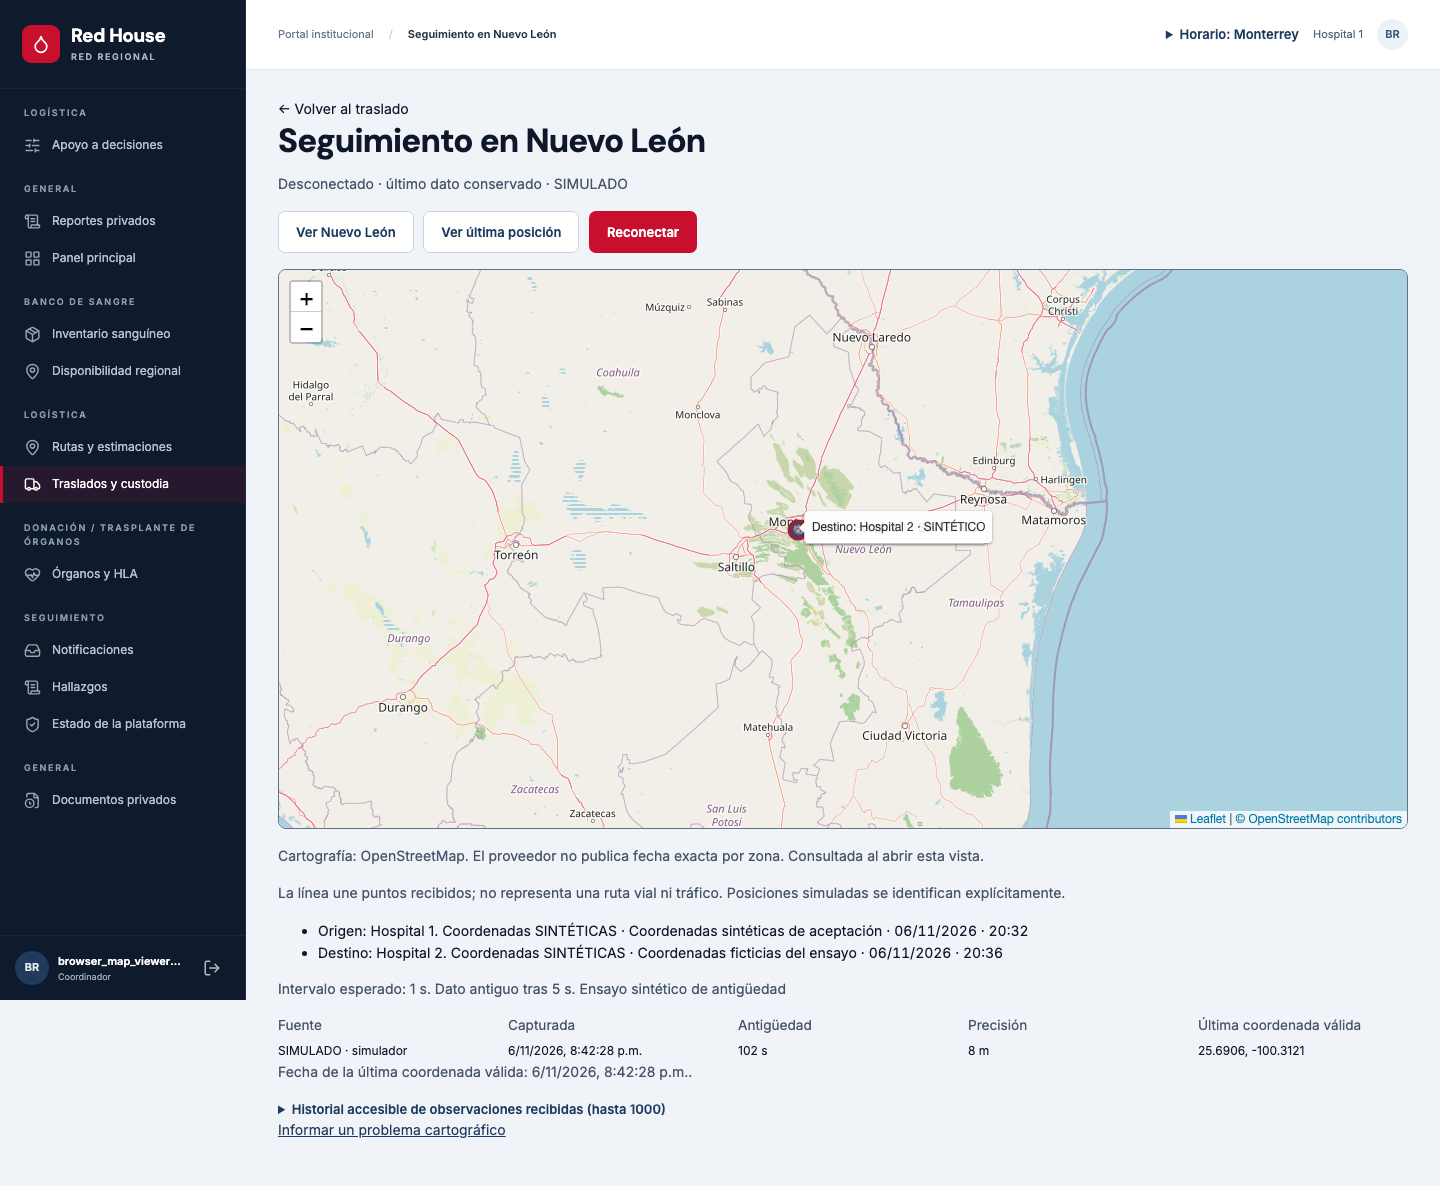 Red House
RED REGIONAL
LOGÍSTICA
Apoyo a decisiones
GENERAL
Reportes privados
Panel principal
BANCO DE SANGRE
Inventario sanguíneo
Disponibilidad regional
LOGÍSTICA
Rutas y estimaciones
Traslados y custodia
DONACIÓN / TRASPLANTE DE
ÓRGANOS
Órganos y HLA
SEGUIMIENTO
Notificaciones
Hallazgos
Estado de la plataforma
GENERAL
Documentos privados
BR
browser_map_viewer...
Coordinador
Portal institucional / Seguimiento en Nuevo León
Horario: Monterrey
Hospital 1
BR
← Volver al traslado
Seguimiento en Nuevo León
Desconectado · último dato conservado · SIMULADO
Ver Nuevo León
Ver última posición
Reconectar
+
−
Múzquiz
Sabinas
Corpus
Christi
Nuevo Laredo
Coahuila
Hidalgo
del Parral
Monclova
Edinburg
Harlingen
Reynosa
Matamoros
Destino: Hospital 2 · SINTÉTICO
Nuevo León
Torreón
Saltillo
Tamaulipas
Durango
Durango
Matehuala
Ciudad Victoria
Zacatecas
Zacatecas
San Luis
Potosí
Leaflet | © OpenStreetMap contributors
Cartografía: OpenStreetMap. El proveedor no publica fecha exacta por zona. Consultada al abrir esta vista.
La línea une puntos recibidos; no representa una ruta vial ni tráfico. Posiciones simuladas se identifican explícitamente.
• Origen: Hospital 1. Coordenadas SINTÉTICAS · Coordenadas sintéticas de aceptación · 06/11/2026 · 20:32
• Destino: Hospital 2. Coordenadas SINTÉTICAS · Coordenadas ficticias del ensayo · 06/11/2026 · 20:36
Intervalo esperado: 1 s. Dato antiguo tras 5 s. Ensayo sintético de antigüedad
Fuente Capturada Antigüedad Precisión Última coordenada válida
SIMULADO · simulador 6/11/2026, 8:42:28 p.m. 102 s 8 m 25.6906, -100.3121
Fecha de la última coordenada válida: 6/11/2026, 8:42:28 p.m..
Historial accesible de observaciones recibidas (hasta 1000)
Informar un problema cartográfico